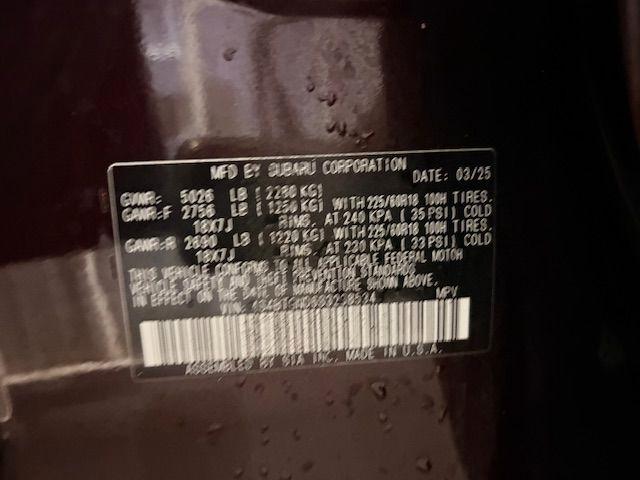 MFD BY SUBARU CORPORATION DATE: 03/25
GVWR: 5026 LB [ 2280 KG]
GAWR:F 2756 LB [ 1250 KG] WITH 225/60R18 100H TIRES.
18X7J RIMS, AT 240 KPA [ 35 PSI] COLD
GAWR:R 2690 LB [ 1220 KG] WITH 225/60R18 100H TIRES.
18X7J RIMS, AT 230 KPA [ 33 PSI] COLD
THIS VEHICLE CONFORMS TO ALL APPLICABLE FEDERAL MOTOR
VEHICLE SAFETY AND THEFT PREVENTION STANDARDS
IN EFFECT ON THE DATE OF MANUFACTURE SHOWN ABOVE.
VIN: MPV
ASSEMBLED BY SIA INC. MADE IN U.S.A.